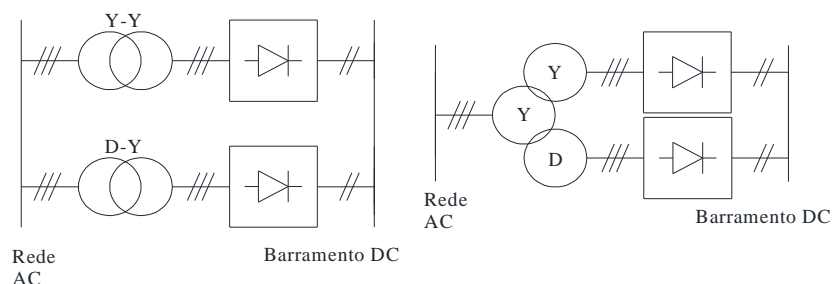 Y-Y
D-Y
Rede
AC
Barramento DC
Y
Y
D
Rede
AC
Barramento DC